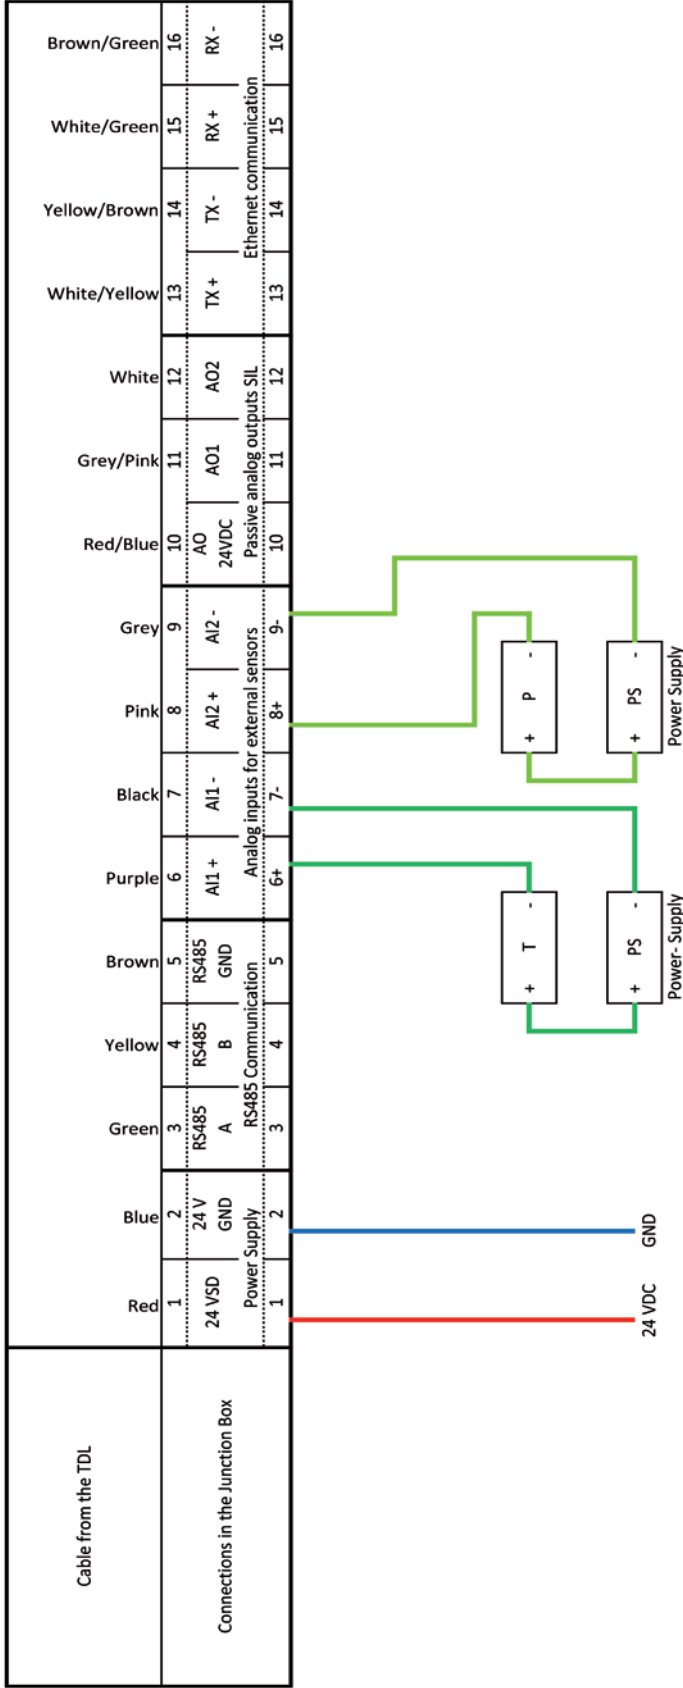 Cable from the TDL
Red
Blue
Green
Yellow
Brown
Purple
Black
Pink
Grey
Red/Blue
Grey/Pink
White
White/Yellow
Yellow/Brown
White/Green
Brown/Green
Connections in the Junction Box
1
2
3
4
5
6
7
8
9
10
11
12
13
14
15
16
24 VSD
24 V
GND
RS485
A
RS485
B
RS485
GND
AI1 +
AI1 -
AI2 +
AI2 -
AO
24VDC
AO1
AO2
TX +
TX -
RX +
RX -
Power Supply
RS485 Communication
Analog inputs for external sensors
Passive analog outputs SIL
Ethernet communication
1
2
3
4
5
6+
7-
8+
9-
10
11
12
13
14
15
16
+ T -
+ P -
+ PS -
+ PS -
24 VDC
GND
Power- Supply
Power Supply